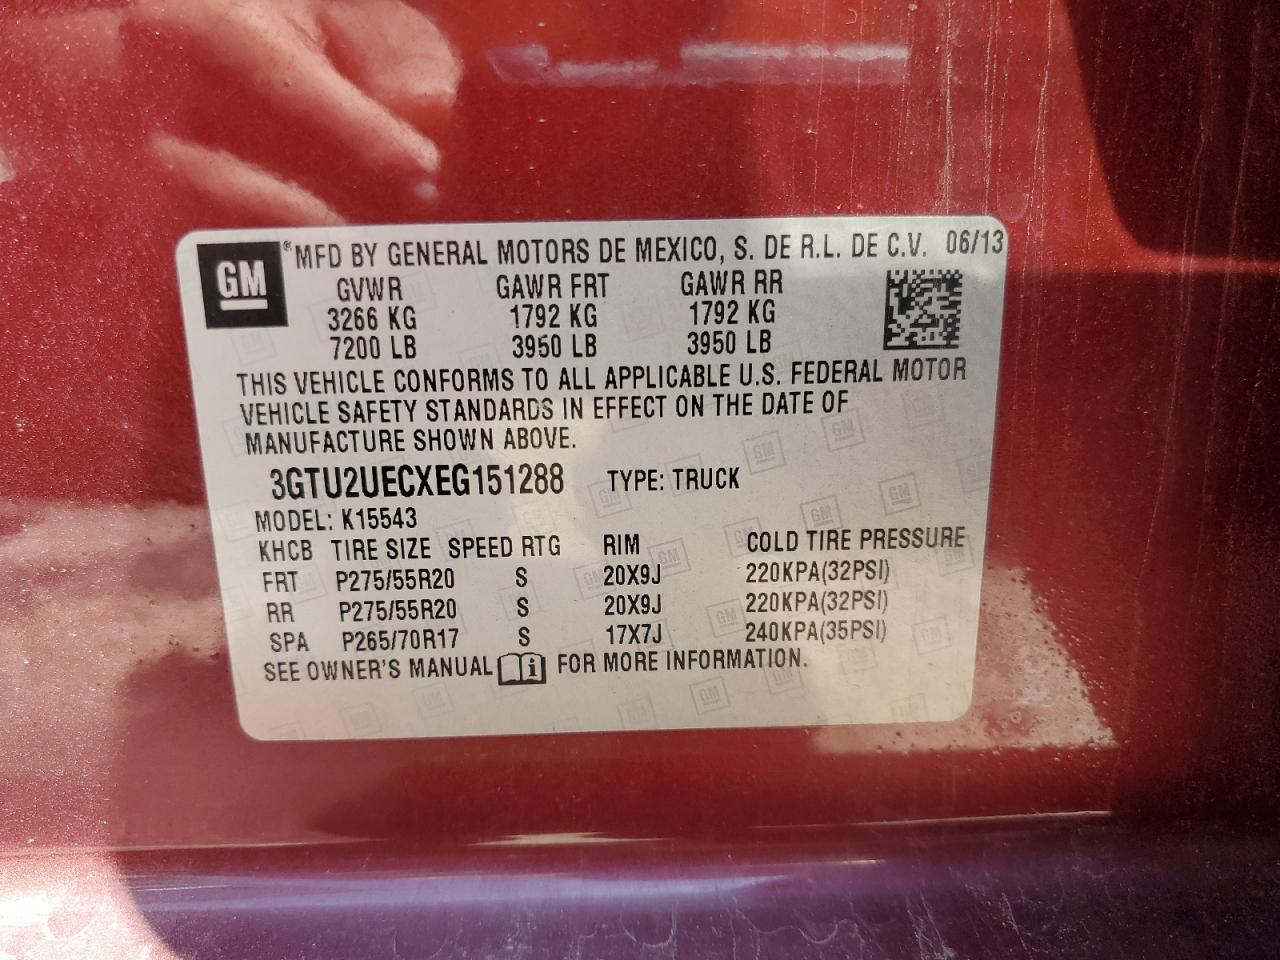 GM ® MFD BY GENERAL MOTORS DE MEXICO, S. DE R.L. DE C.V. 06/13
GVWR GAWR FRT GAWR RR
3266 KG 1792 KG 1792 KG
7200 LB 3950 LB 3950 LB
THIS VEHICLE CONFORMS TO ALL APPLICABLE U.S. FEDERAL MOTOR
VEHICLE SAFETY STANDARDS IN EFFECT ON THE DATE OF
MANUFACTURE SHOWN ABOVE.
3GTU2UECXEG151288 TYPE: TRUCK
MODEL: K15543
KHCB TIRE SIZE SPEED RTG RIM COLD TIRE PRESSURE
FRT P275/55R20 S 20X9J 220KPA(32PSI)
RR P275/55R20 S 20X9J 220KPA(32PSI)
SPA P265/70R17 S 17X7J 240KPA(35PSI)
SEE OWNER'S MANUAL i FOR MORE INFORMATION.